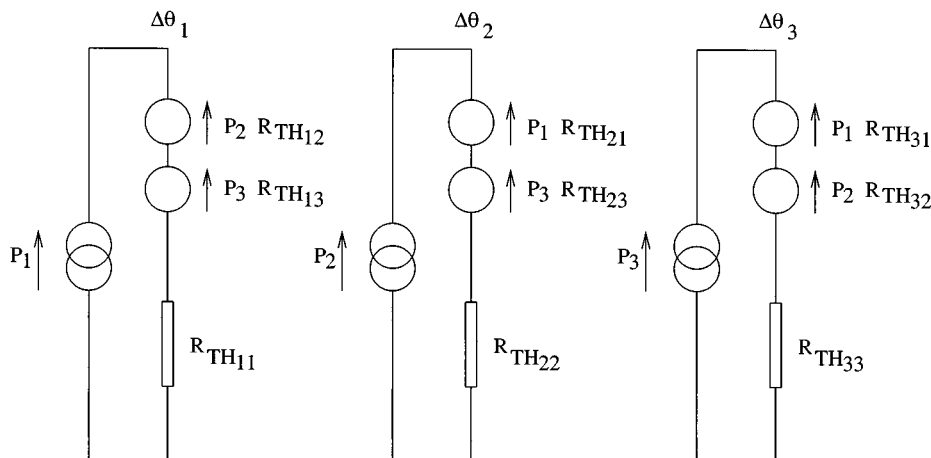 Δθ1
P2 RTH12
P3 RTH13
P1
RTH11
Δθ2
P1 RTH21
P3 RTH23
P2
RTH22
Δθ3
P1 RTH31
P2 RTH32
P3
RTH33